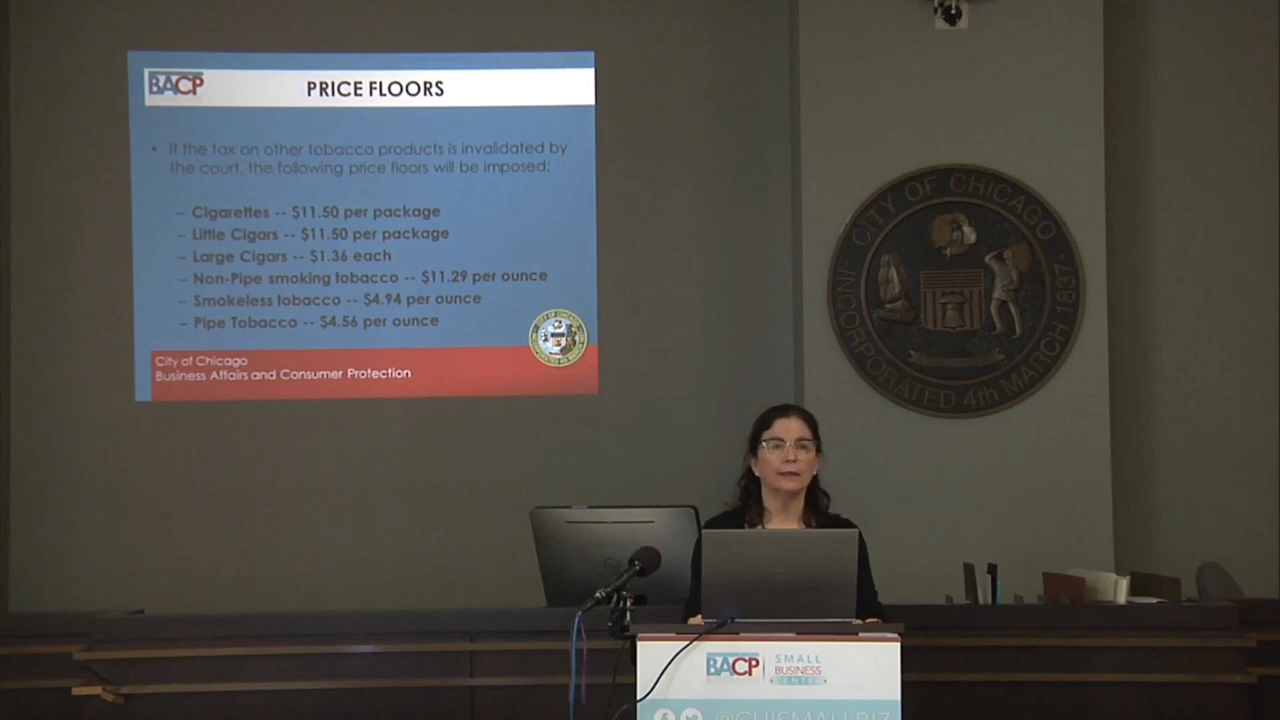 BACP
PRICE FLOORS
• If the tax on other tobacco products is invalidated by
the court, the following price floors will be imposed:
– Cigarettes -- $11.50 per package
– Little Cigars -- $11.50 per package
– Large Cigars -- $1.36 each
– Non-Pipe smoking tobacco -- $11.29 per ounce
– Smokeless tobacco -- $4.94 per ounce
– Pipe Tobacco -- $4.56 per ounce
City of Chicago
Business Affairs and Consumer Protection
CITY OF CHICAGO
INCORPORATED 4th MARCH 1837
BACP
SMALL
BUSINESS
CENTER
@CHISMALLBIZ